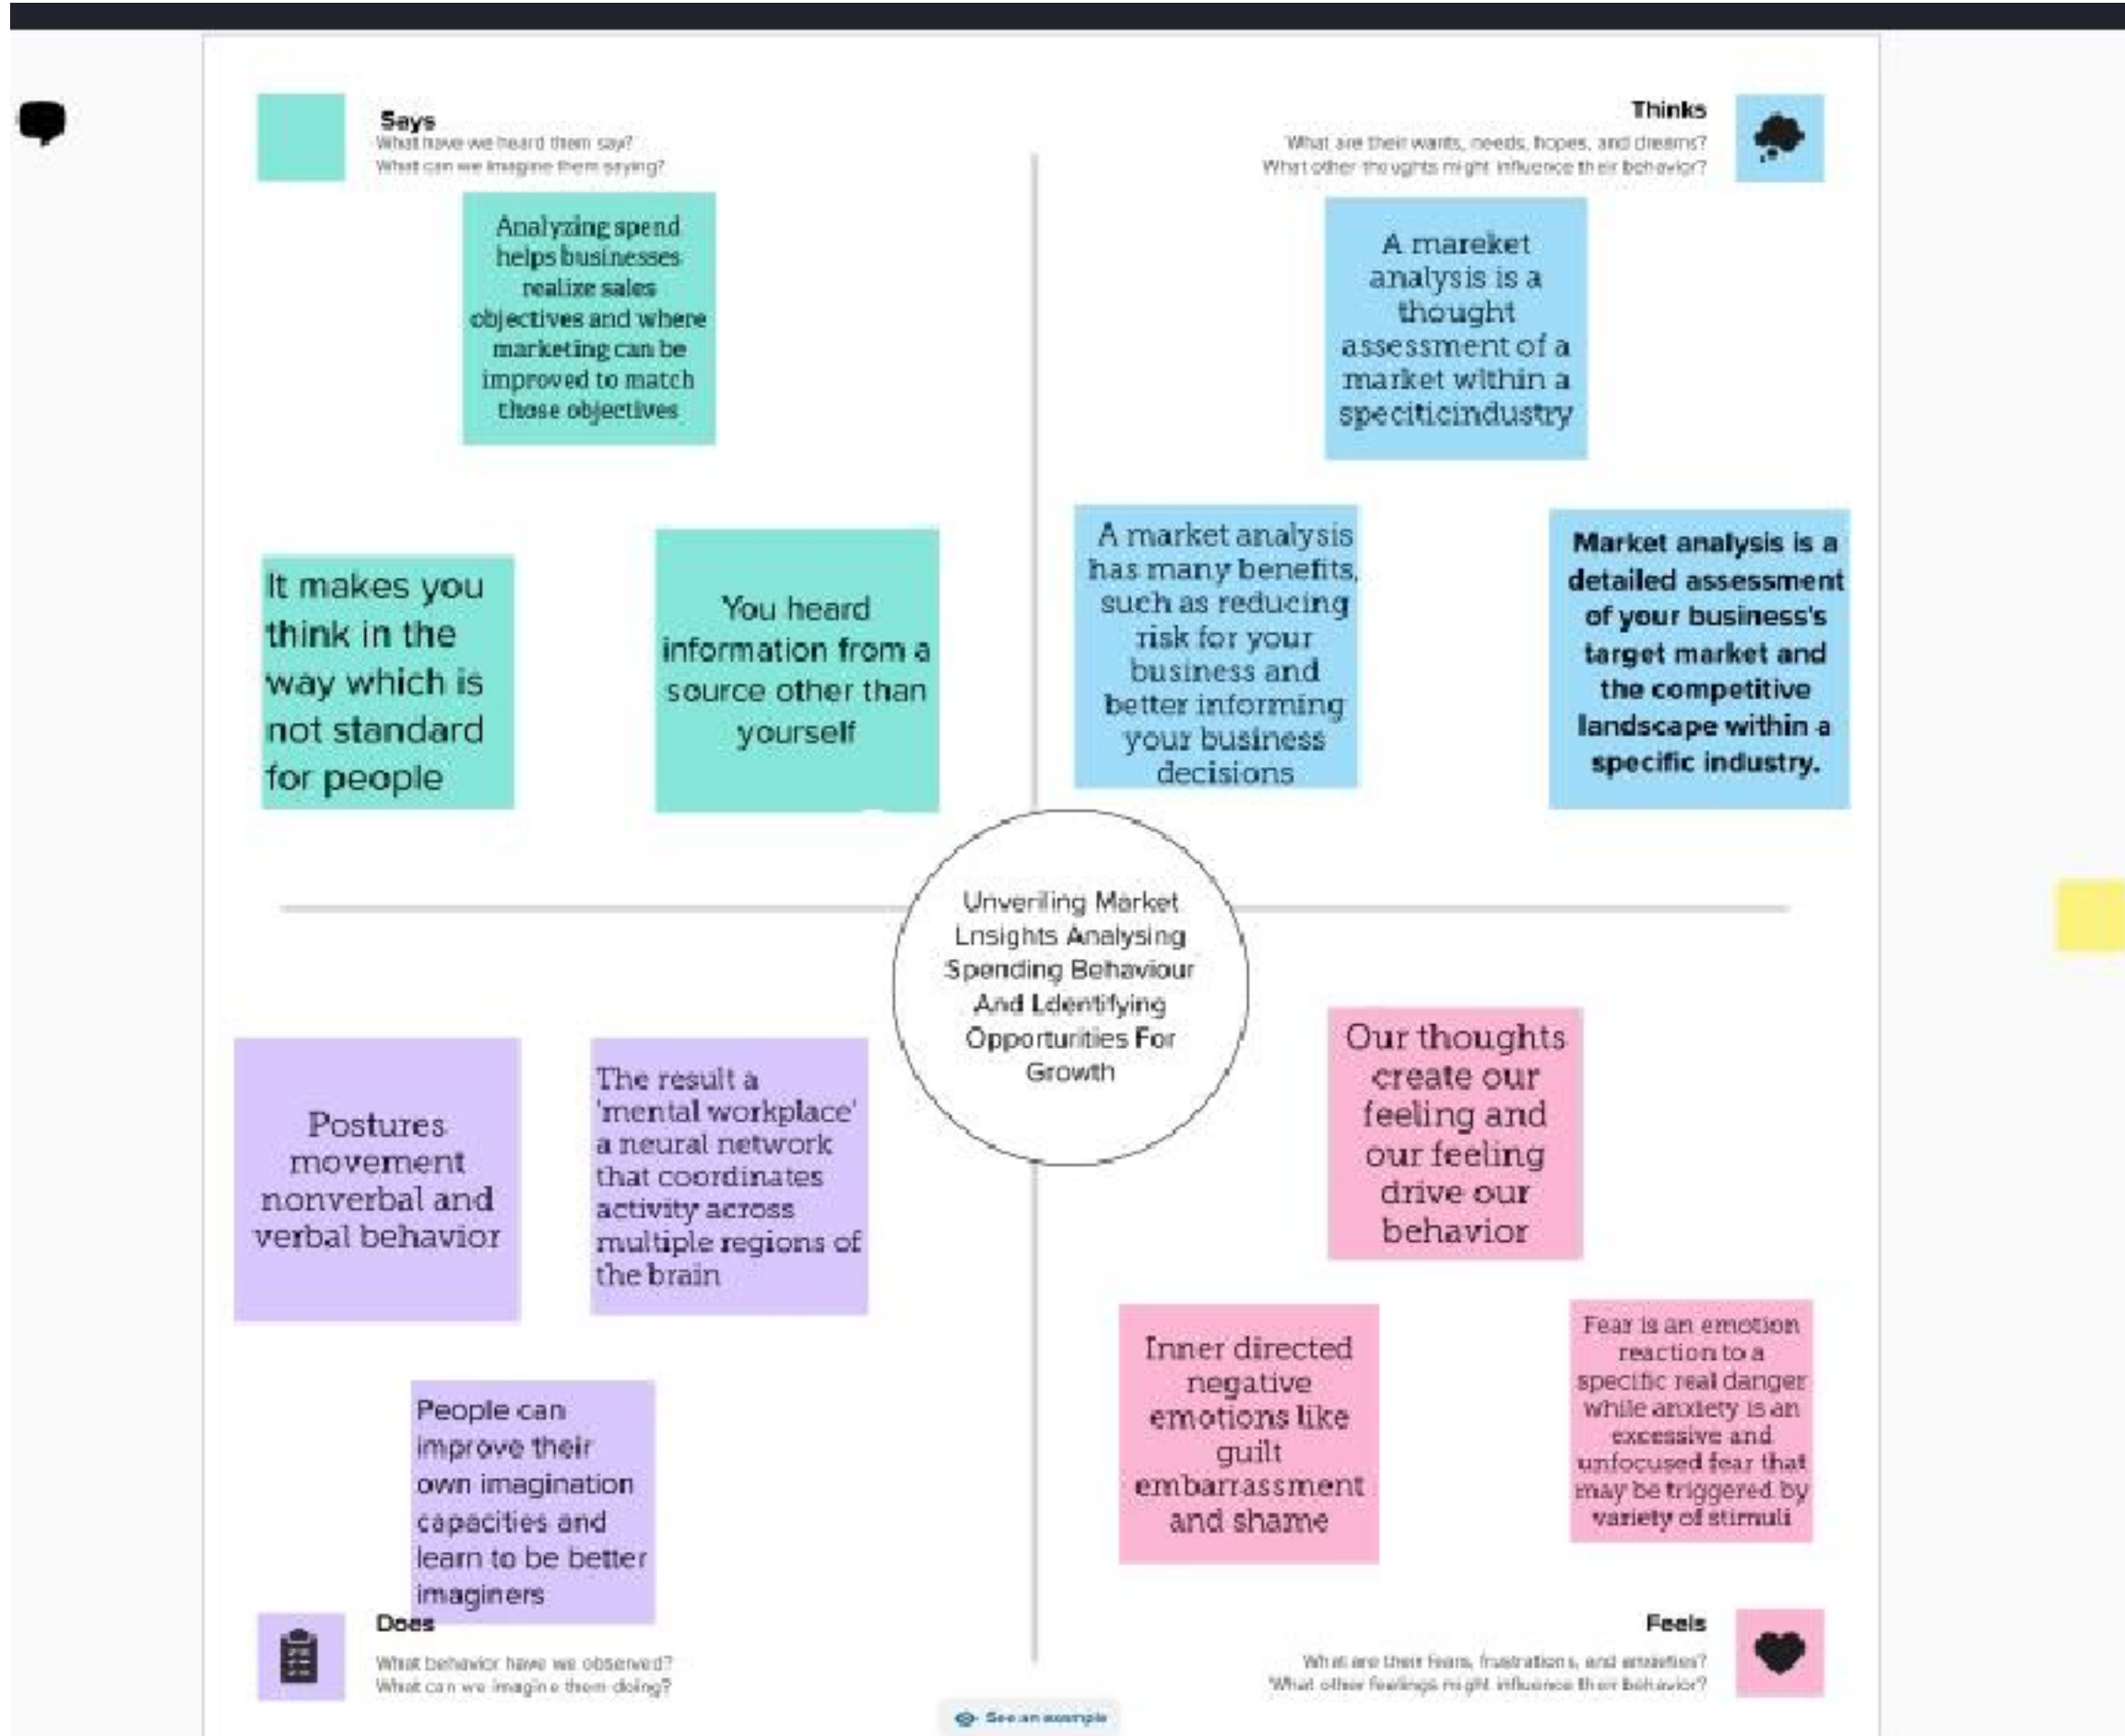 Says
What have we heard them say?
What can we imagine them saying?
Analyzing spend
helps businesses
realize sales
objectives and where
marketing can be
improved to match
those objectives
It makes you
think in the
way which is
not standard
for people
You heard
information from a
source other than
yourself
Thinks
What are their wants, needs, hopes, and dreams?
What other thoughts might influence their behavior?
A mareket
analysis is a
thought
assessment of a
market within a
speciticindustry
A market analysis
has many benefits,
such as reducing
risk for your
business and
better informing
your business
decisions
Market analysis is a
detailed assessment
of your business's
target market and
the competitive
landscape within a
specific industry.
Unveriling Market
Lnsights Analysing
Spending Behaviour
And Ldentifying
Opporturities For
Growth
Postures
movement
nonverbal and
verbal behavior
The result a
'mental workplace'
a neural network
that coordinates
activity across
multiple regions of
the brain
People can
improve their
own imagination
capacities and
learn to be better
imaginers
Does
What behavior have we observed?
What can we imagine them doing?
Our thoughts
create our
feeling and
our feeling
drive our
behavior
Inner directed
negative
emotions like
guilt
embarrassment
and shame
Fear is an emotion
reaction to a
specific real danger
while anxiety is an
excessive and
unfocused fear that
may be triggered by
variety of stimuli
Feels
What are their fears, frustrations, and anxieties?
What other feelings might influence their behavior?
See an example